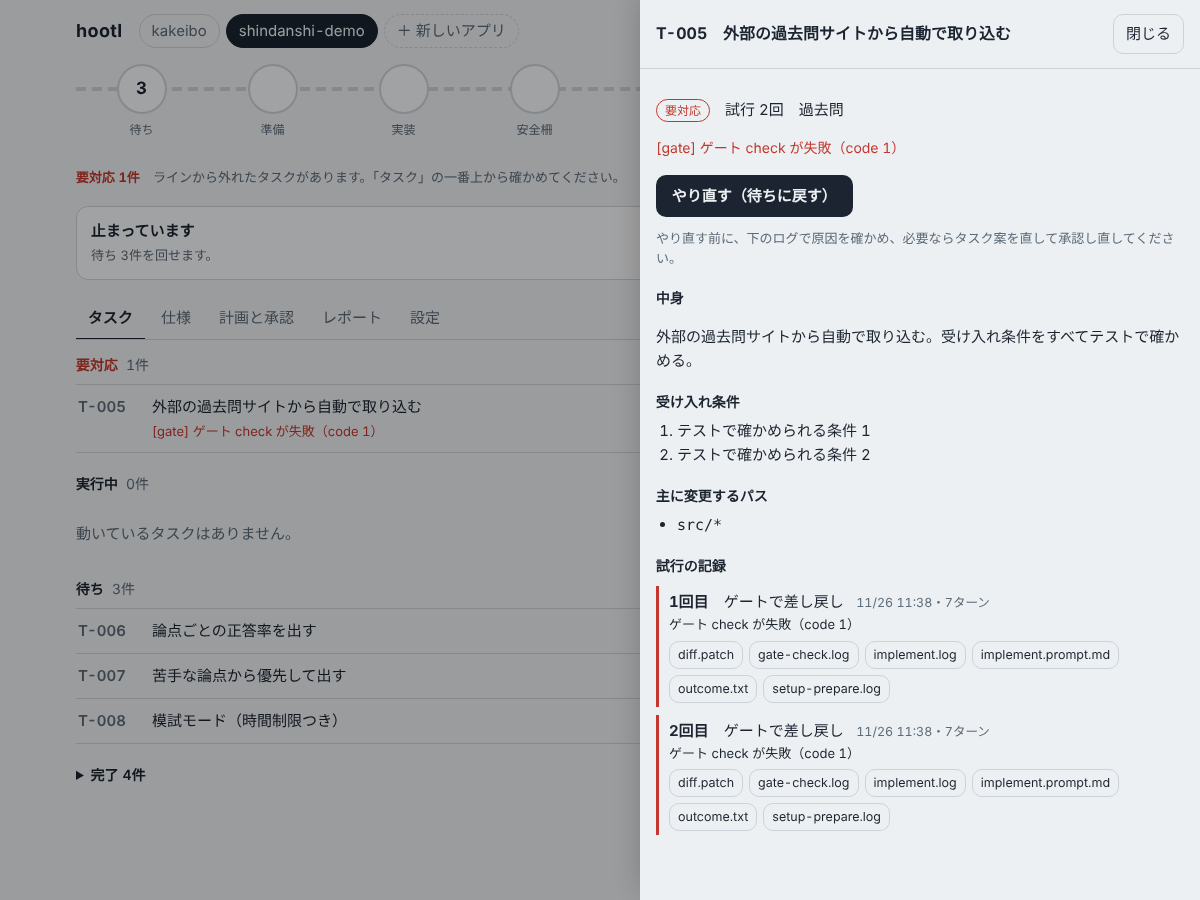 hootl kakeibo shindanshi-demo ＋ 新しいアプリ
3
待ち 準備 実装 安全柵
要対応 1件 ラインから外れたタスクがあります。「タスク」の一番上から確かめてください。
止まっています
待ち 3件を回せます。
タスク 仕様 計画と承認 レポート 設定
要対応 1件
T-005 外部の過去問サイトから自動で取り込む
[gate] ゲート check が失敗（code 1）
実行中 0件
動いているタスクはありません。
待ち 3件
T-006 論点ごとの正答率を出す
T-007 苦手な論点から優先して出す
T-008 模試モード（時間制限つき）
▶ 完了 4件
T-005 外部の過去問サイトから自動で取り込む 閉じる
要対応 試行 2回 過去問
[gate] ゲート check が失敗（code 1）
やり直す（待ちに戻す）
やり直す前に、下のログで原因を確かめ、必要ならタスク案を直して承認し直してくださ
い。
中身
外部の過去問サイトから自動で取り込む。受け入れ条件をすべてテストで確か
める。
受け入れ条件
1. テストで確かめられる条件 1
2. テストで確かめられる条件 2
主に変更するパス
• src/*
試行の記録
1回目 ゲートで差し戻し 11/26 11:38・7ターン
ゲート check が失敗（code 1）
diff.patch gate-check.log implement.log implement.prompt.md
outcome.txt setup-prepare.log
2回目 ゲートで差し戻し 11/26 11:38・7ターン
ゲート check が失敗（code 1）
diff.patch gate-check.log implement.log implement.prompt.md
outcome.txt setup-prepare.log